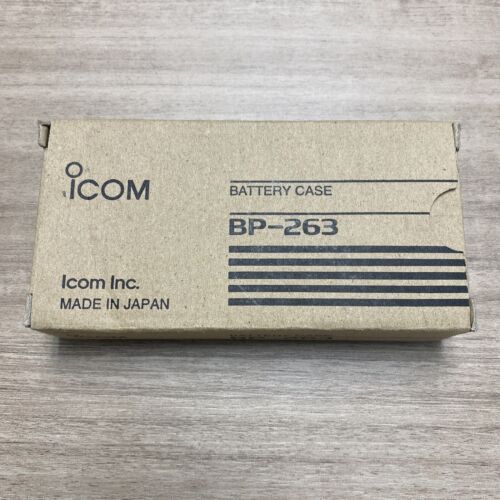 ICOM
BATTERY CASE
BP-263
Icom Inc.
MADE IN JAPAN